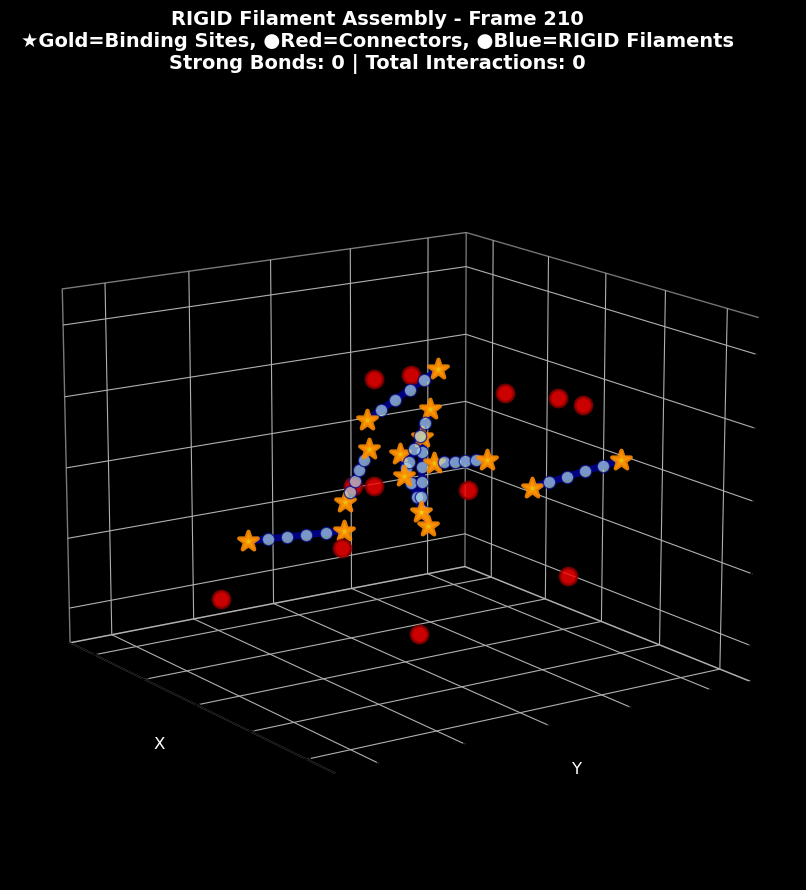 RIGID Filament Assembly - Frame 210
★Gold=Binding Sites, ●Red=Connectors, ●Blue=RIGID Filaments
Strong Bonds: 0 | Total Interactions: 0
X
Y